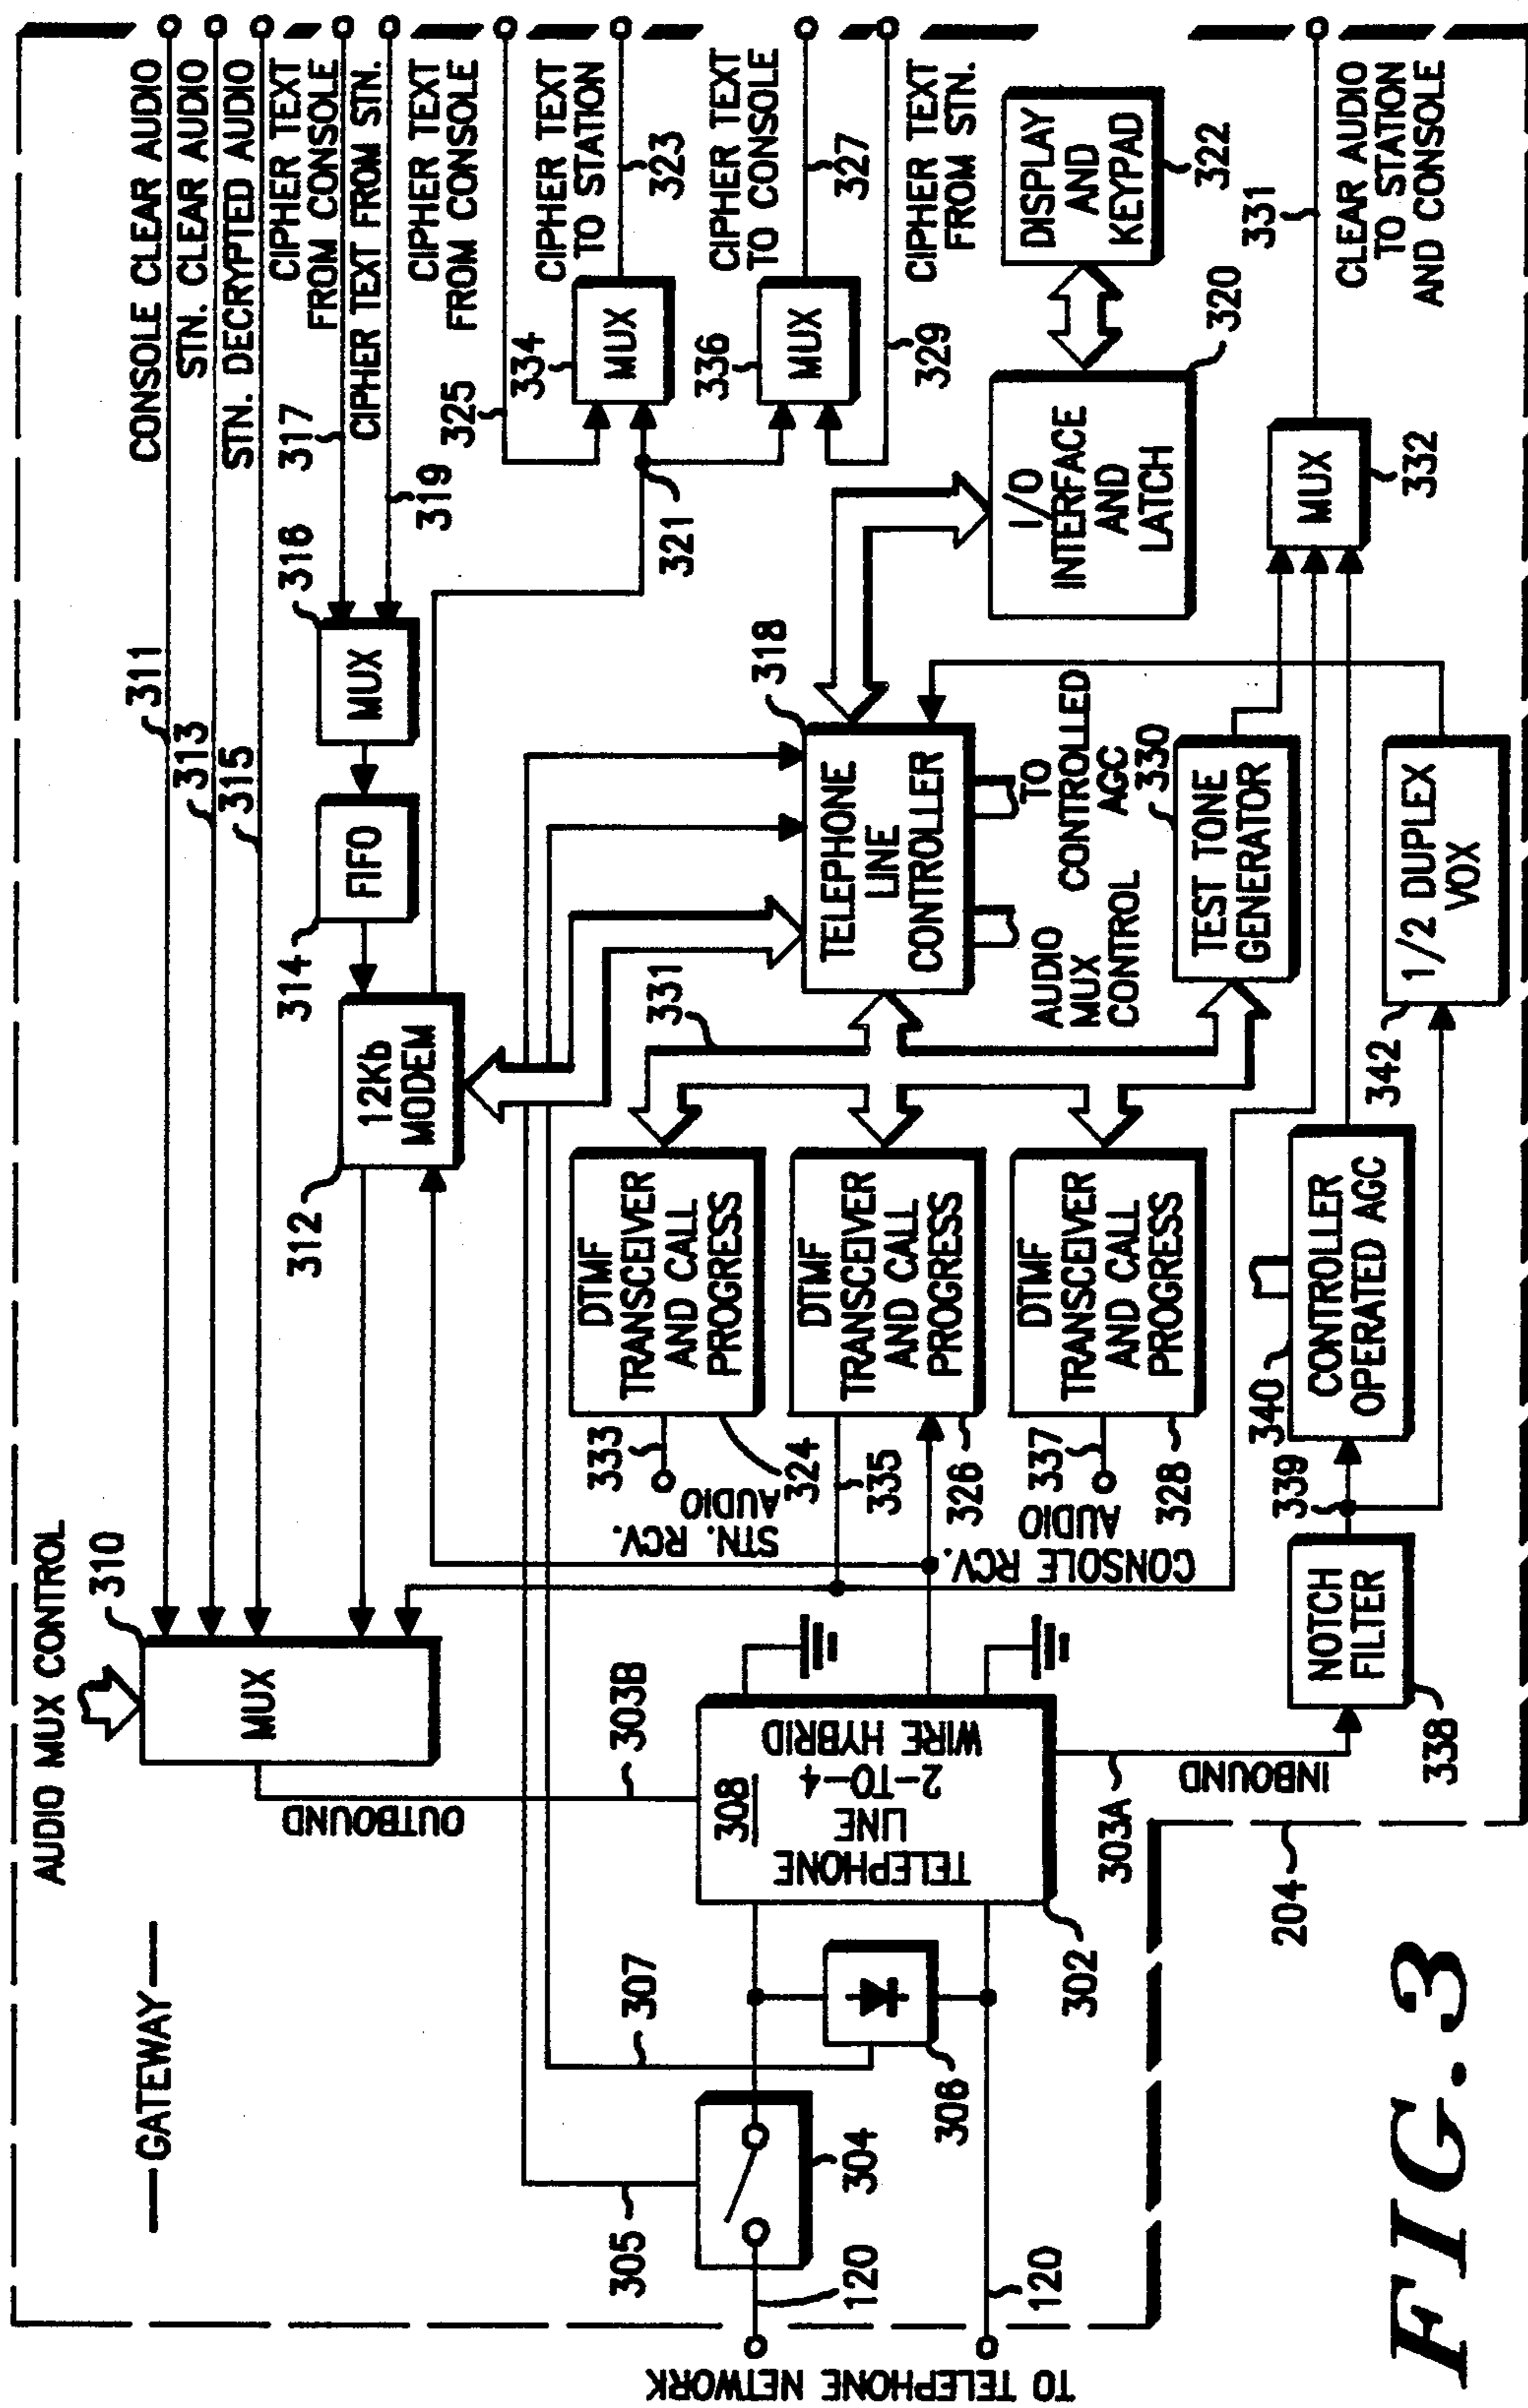 AUDIO MUX CONTROL
310
MUX
OUTBOUND
303B
—GATEWAY—
CONSOLE CLEAR AUDIO
311
STN. CLEAR AUDIO
313
STN. DECRYPTED AUDIO
315
CIPHER TEXT
FROM CONSOLE
317
CIPHER TEXT FROM STN.
319
316
MUX
FIFO
314
12Kb
MODEM
312
CIPHER TEXT
FROM CONSOLE
325
CIPHER TEXT
TO STATION
323
334
MUX
321
CIPHER TEXT
TO CONSOLE
327
336
MUX
CIPHER TEXT
FROM STN.
329
DISPLAY
AND
KEYPAD
322
I/O
INTERFACE
AND
LATCH
320
331
CLEAR AUDIO
TO STATION
AND CONSOLE
MUX
332
318
TELEPHONE
LINE
CONTROLLER
AUDIO
MUX
CONTROL
TO
CONTROLLED
AGC
331
330
TEST TONE
GENERATOR
1/2 DUPLEX
VOX
342
DTMF
TRANSCEIVER
AND CALL
PROGRESS
333
324
STN. RCV.
AUDIO
DTMF
TRANSCEIVER
AND CALL
PROGRESS
335
326
DTMF
TRANSCEIVER
AND CALL
PROGRESS
337
328
CONSOLE RCV.
AUDIO
340
CONTROLLER
OPERATED AGC
339
NOTCH
FILTER
338
INBOUND
303A
TELEPHONE
LINE
2-TO-4
WIRE HYBRID
308
302
307
306
304
305
120
120
TO TELEPHONE NETWORK
204
FIG. 3